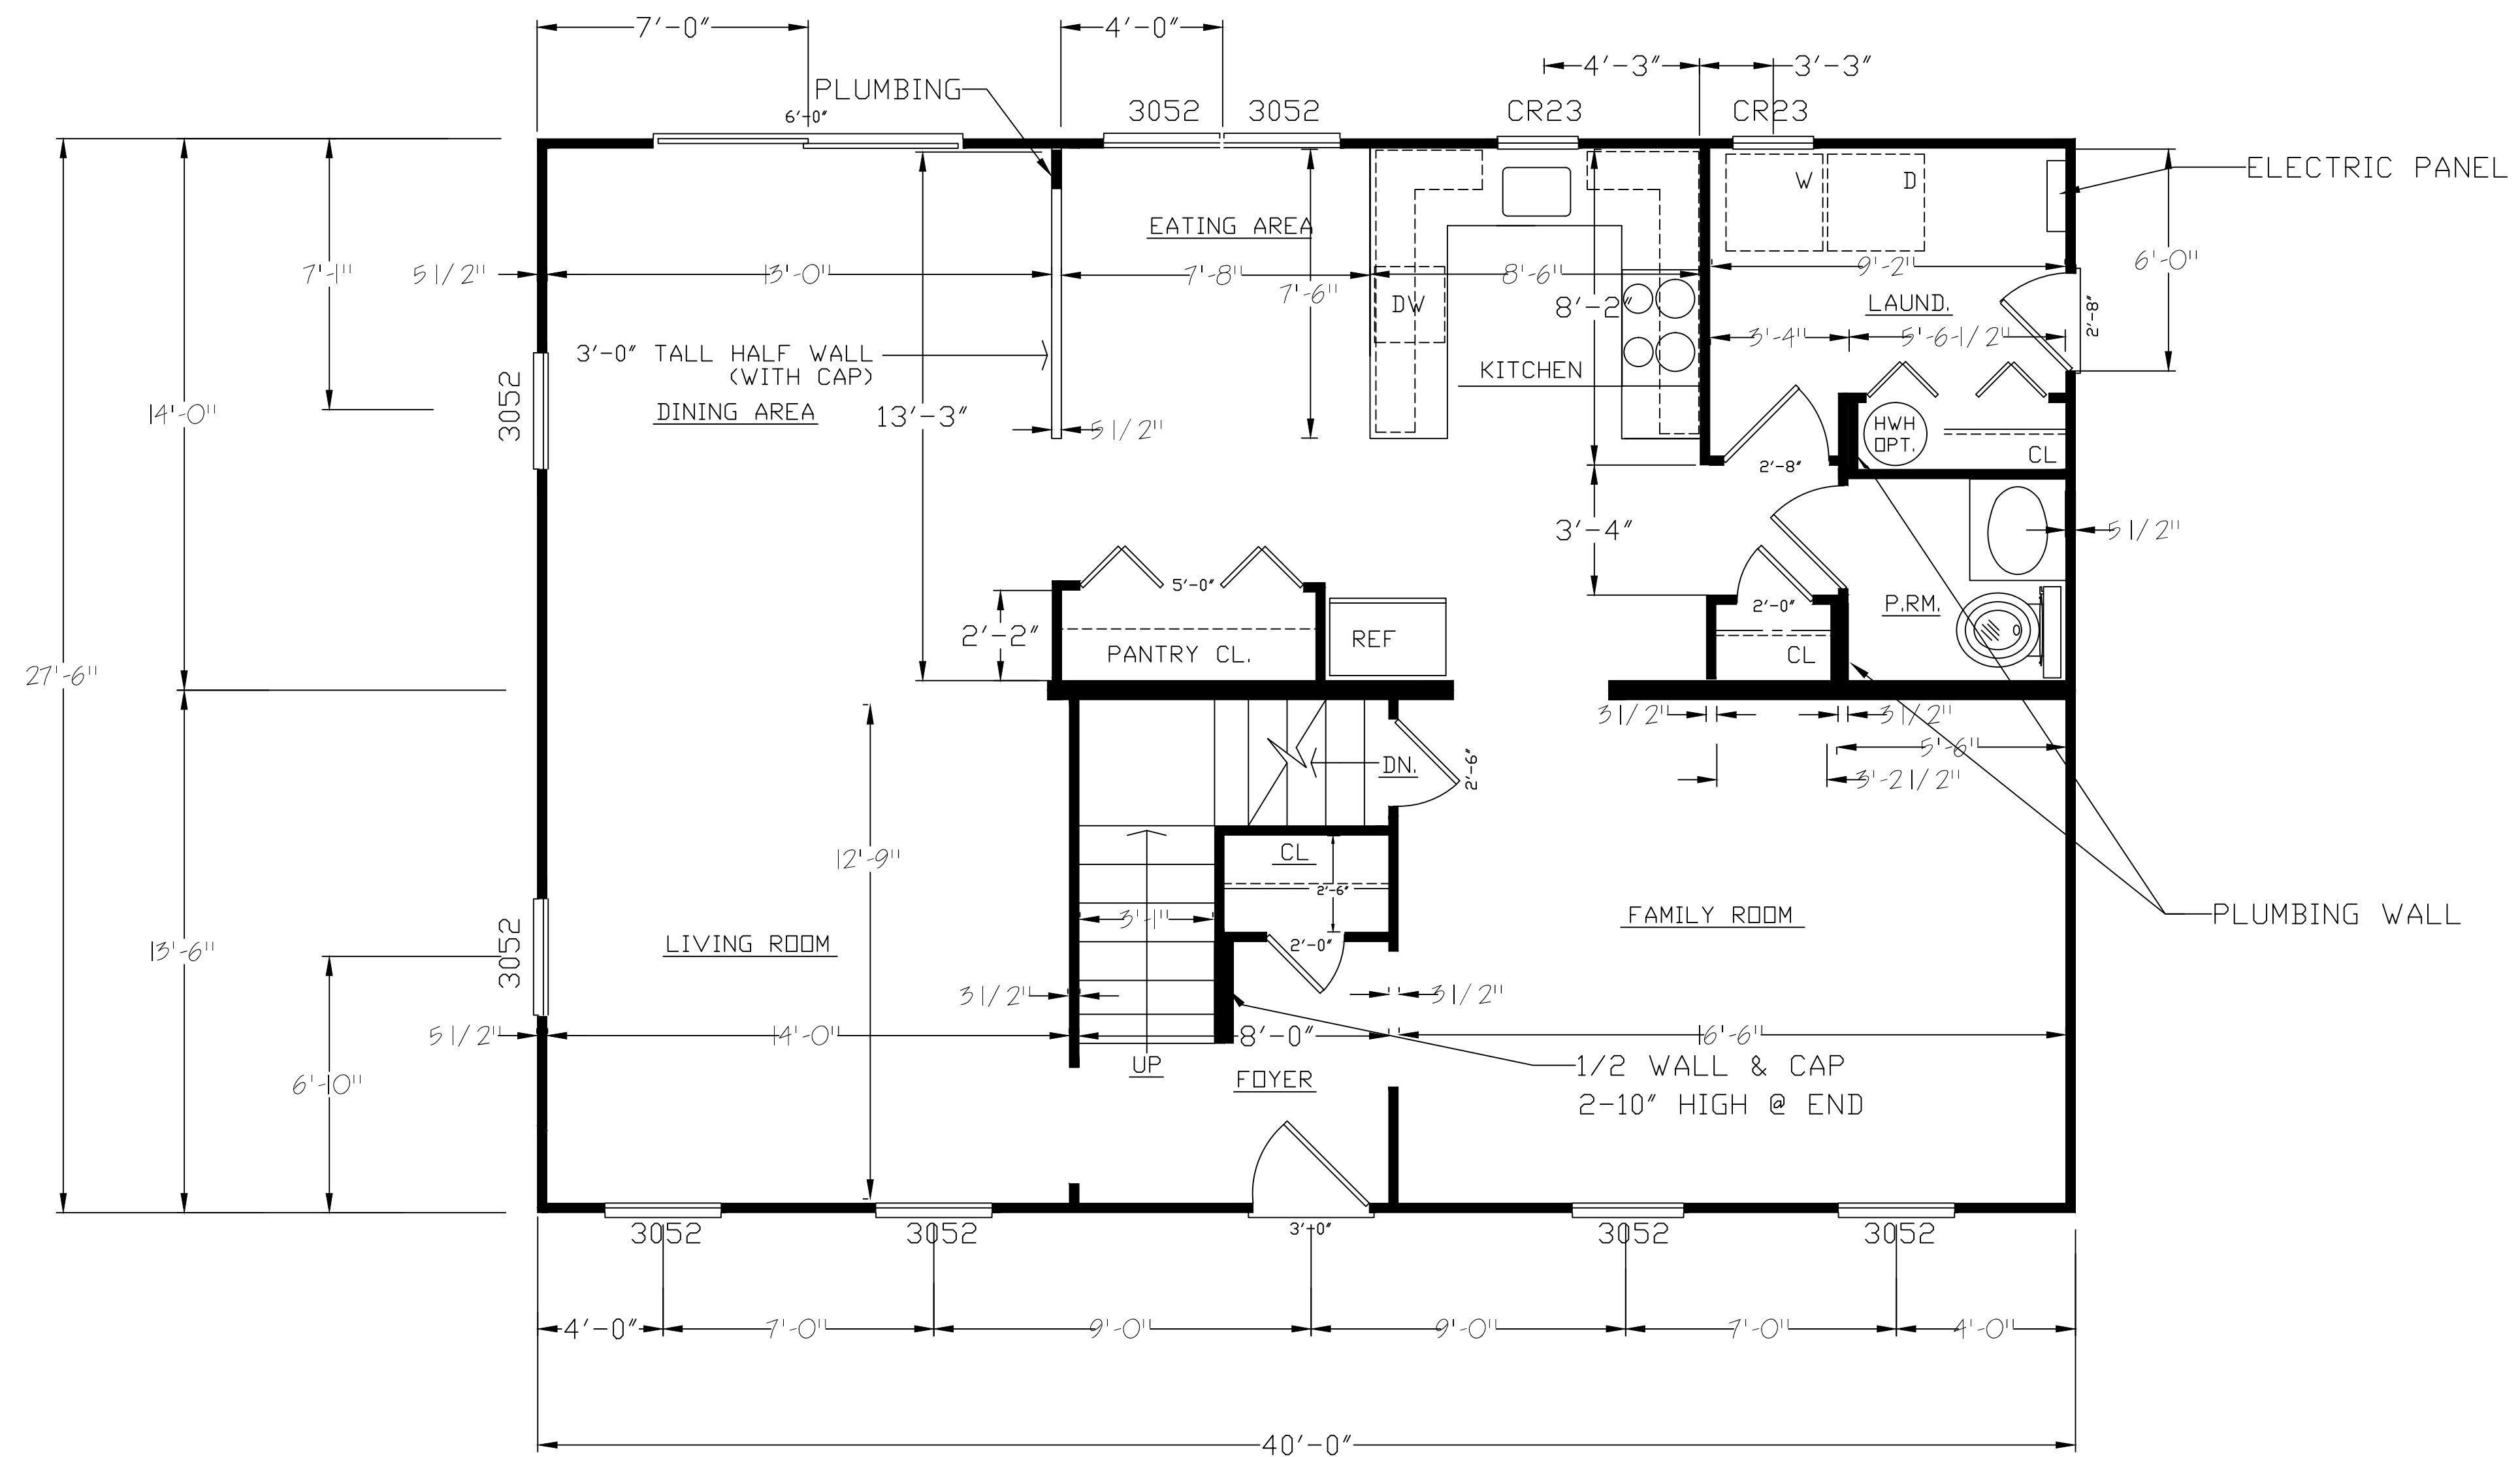 7'-0"
4'-0"
4'-3"
3'-3"
PLUMBING
6'-0"
3052
3052
CR23
CR23
ELECTRIC PANEL
W
D
EATING AREA
7'-1"
5 1/2"
13'-0"
7'-8"
7'-6"
8'-6"
9'-2"
6'-0"
DW
8'-2"
LAUND.
2'-8"
3'-4"
5'-6-1/2"
3'-0" TALL HALF WALL
(WITH CAP)
KITCHEN
14'-0"
3052
DINING AREA
13'-3"
5 1/2"
HWH
OPT.
CL
2'-8"
3'-4"
5 1/2"
5'-0"
2'-0"
P.RM.
2'-2"
REF
PANTRY CL.
CL
27'-6"
3 1/2"
3 1/2"
5'-6"
DN.
2'-6"
3'-2 1/2"
12'-9"
CL
2'-6"
3'-1"
FAMILY ROOM
PLUMBING WALL
13'-6"
3052
LIVING ROOM
2'-0"
3 1/2"
3 1/2"
5 1/2"
14'-0"
8'-0"
16'-6"
UP
1/2 WALL & CAP
6'-10"
FOYER
2-10" HIGH @ END
3052
3052
3'-0"
3052
3052
4'-0"
7'-0"
9'-0"
9'-0"
7'-0"
4'-0"
40'-0"